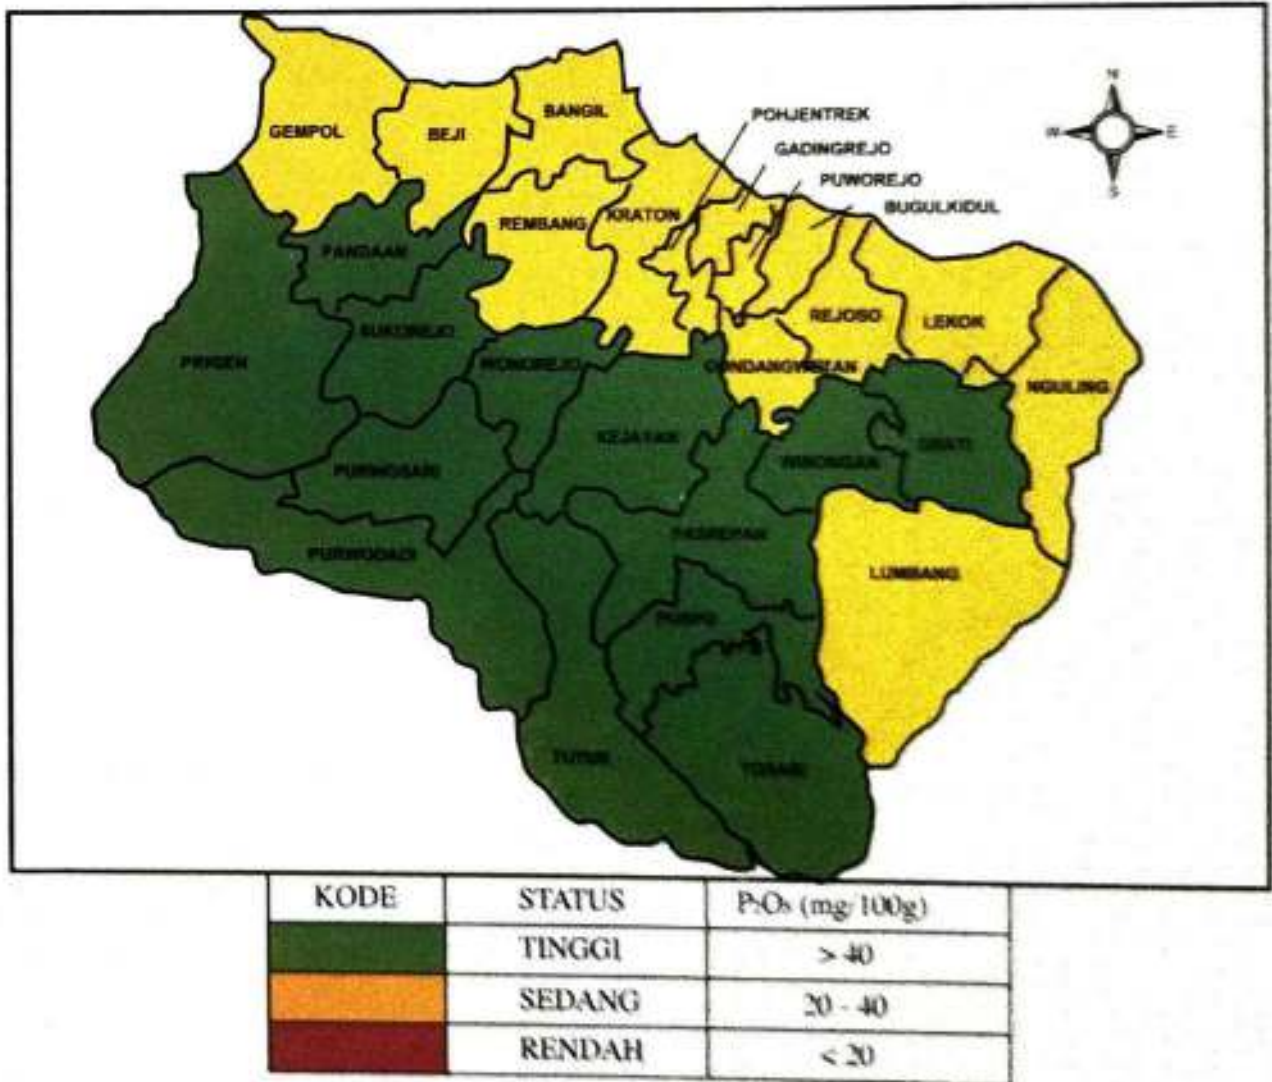 N
W E
S
POHJENTREK
GADINGREJO
PUWOREJO
BUGULKIDUL
GEMPOL
BEJI
BANGIL
REMBANG
KRATON
PANDAAN
REJOSO
LEKOK
SUKOREJO
PRIGEN
WONOREJO
NGULING
KEJAYAN
GRATI
WINONGAN
PURWOSARI
PURWODADI
PASREPAN
LUMBANG
PUSPO
TUTUR
TOSARI
KODE STATUS P₂O₅ (mg/100g)
TINGGI > 40
SEDANG 20 - 40
RENDAH < 20